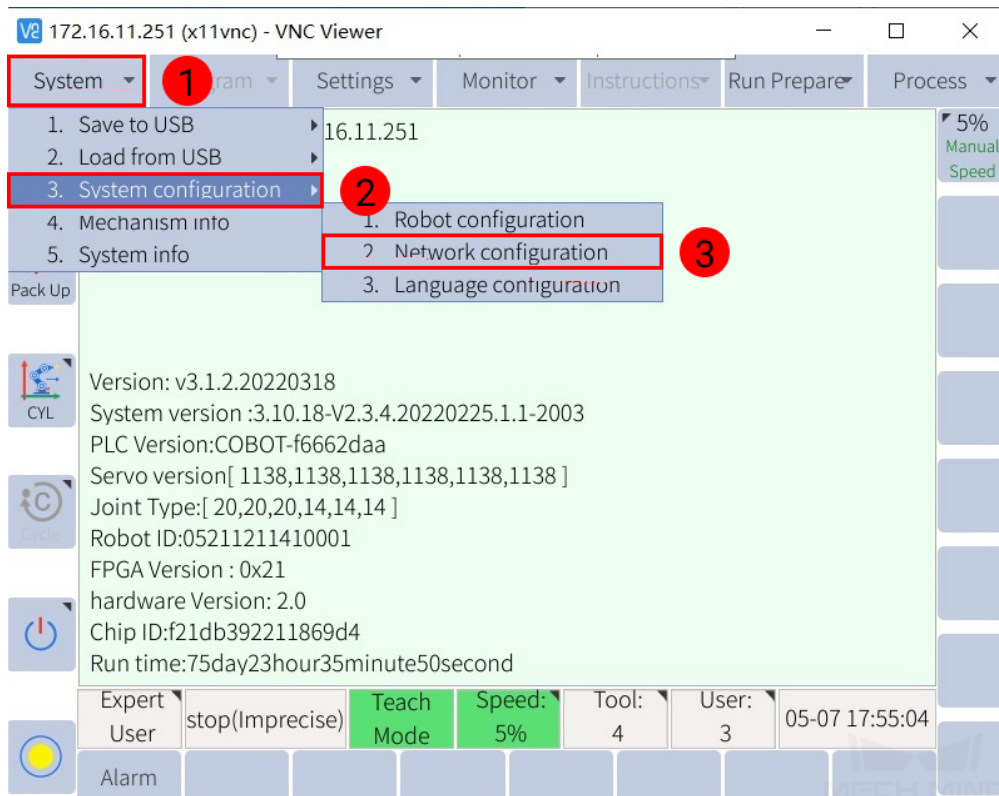 172.16.11.251 (x11vnc) - VNC Viewer
System 1 ram Settings Monitor Instructions Run Prepare Process
1. Save to USB
16.11.251
5%
Manual
Speed
2. Load from USB
3. System configuration
2
4. Mechanism info
1. Robot configuration
5. System info
2. Network configuration
3
3. Language configuration
Pack Up
Version: v3.1.2.20220318
CYL
System version :3.10.18-V2.3.4.20220225.1.1-2003
PLC Version:COBOT-f6662daa
Servo version[ 1138,1138,1138,1138,1138,1138 ]
Joint Type:[ 20,20,20,14,14,14 ]
Cycle
Robot ID:05211211410001
FPGA Version : 0x21
hardware Version: 2.0
Chip ID:f21db392211869d4
Run time:75day23hour35minute50second
Expert User
stop(Imprecise)
Teach Mode
Speed: 5%
Tool: 4
User: 3
05-07 17:55:04
Alarm
MECH MIND